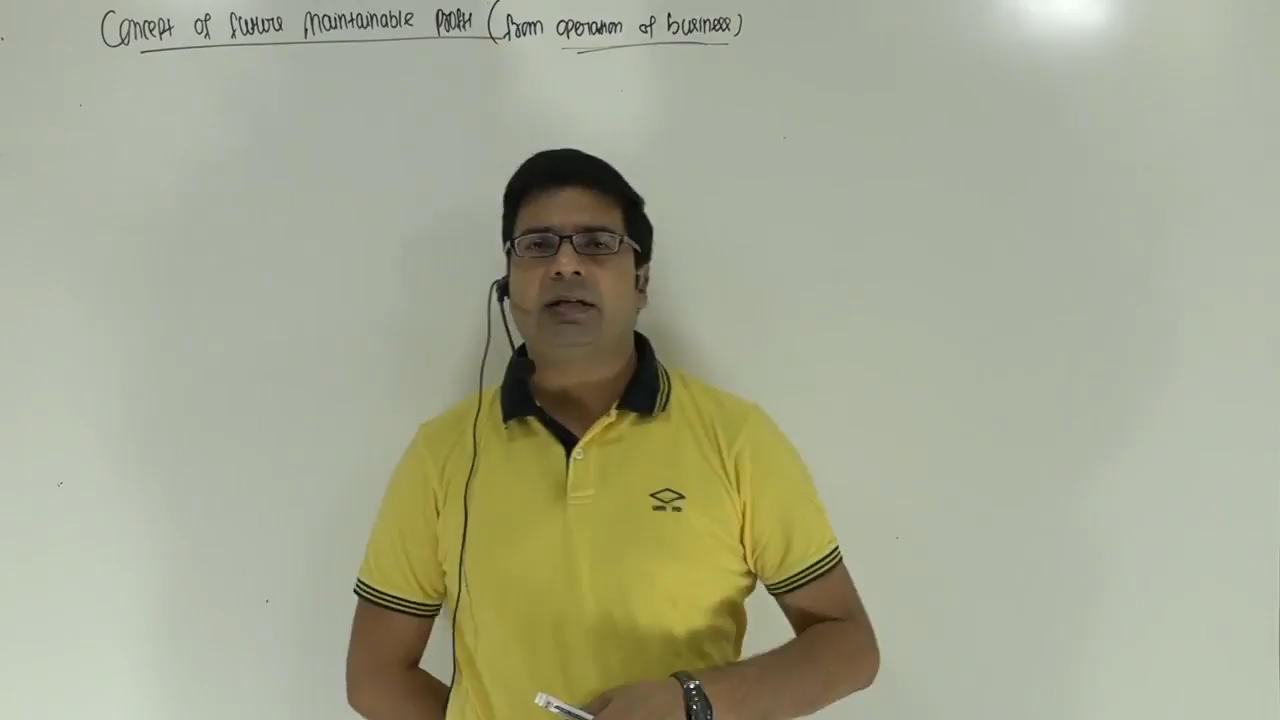 Concept of future Maintainable Profit (from operation of business)